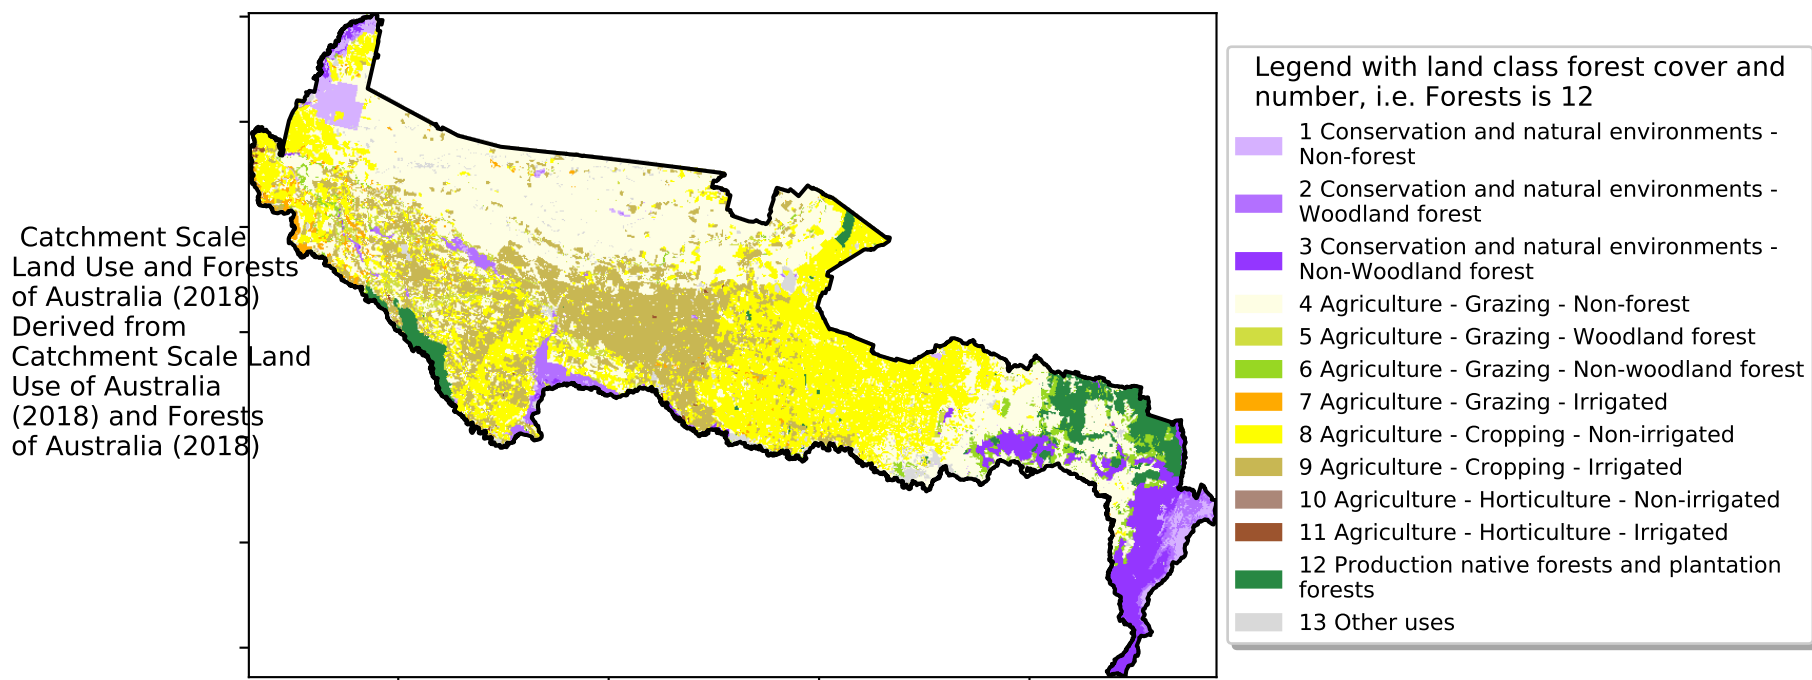 Catchment Scale
Land Use and Forests
of Australia (2018)
Derived from
Catchment Scale Land
Use of Australia
(2018) and Forests
of Australia (2018)
Legend with land class forest cover and
number, i.e. Forests is 12
1 Conservation and natural environments -
Non-forest
2 Conservation and natural environments -
Woodland forest
3 Conservation and natural environments -
Non-Woodland forest
4 Agriculture - Grazing - Non-forest
5 Agriculture - Grazing - Woodland forest
6 Agriculture - Grazing - Non-woodland forest
7 Agriculture - Grazing - Irrigated
8 Agriculture - Cropping - Non-irrigated
9 Agriculture - Cropping - Irrigated
10 Agriculture - Horticulture - Non-irrigated
11 Agriculture - Horticulture - Irrigated
12 Production native forests and plantation
forests
13 Other uses